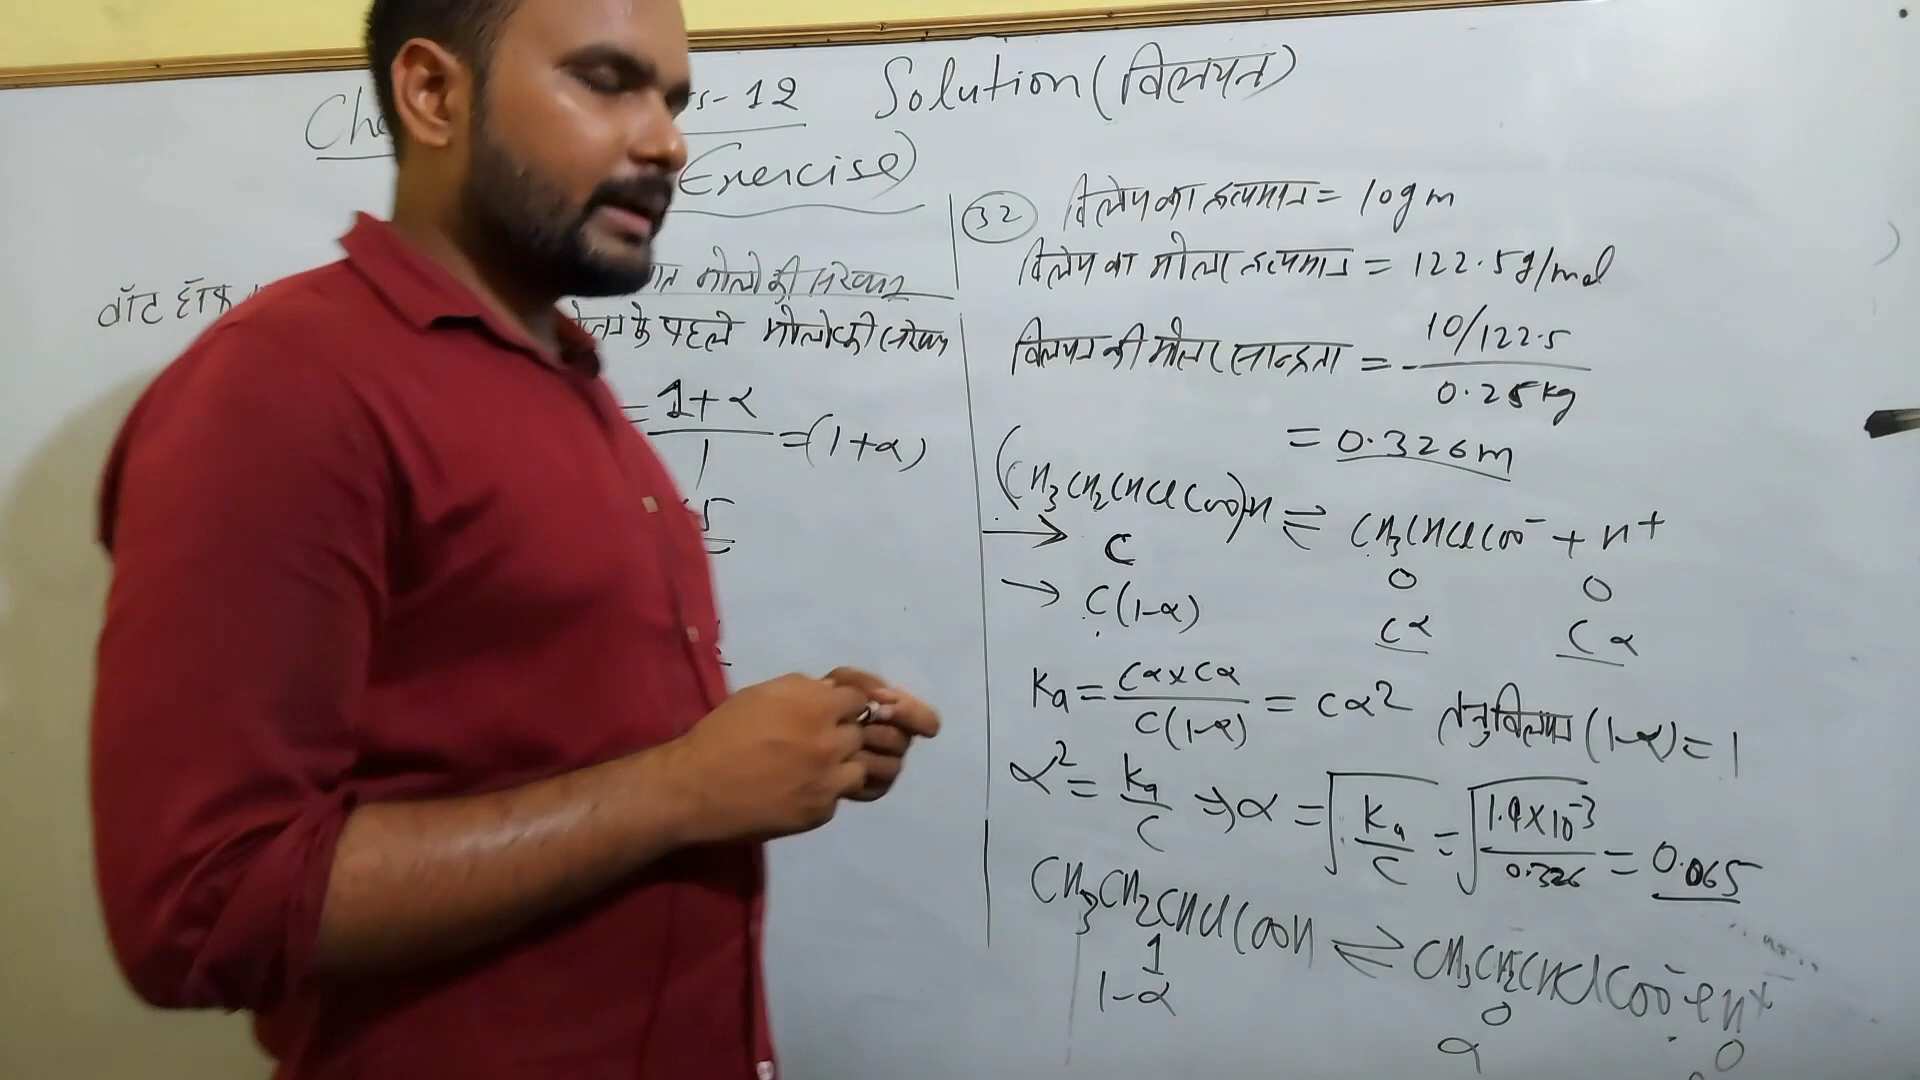 -12 Solution (विलयन)
(Exercise)
वॉट हॉफ मोलो की संख्या
के पहले मोलो की संख्या
= 1+α / 1 = (1+α)
(32) विलेय का द्रव्यमान = 10gm
विलेय का मोलर द्रव्यमान = 122.5g/mol
विलयन की मोलर सान्द्रता = 10/122.5 / 0.25kg
= 0.326m
(CH3CH2CHClCOO)H ⇌ CH3CHClCOO⁻ + H⁺
→ C 0 0
→ C(1-α) Cα Cα
Ka = Cα×Cα / C(1-α) = Cα² तनु विलयन (1-α) = 1
α² = Ka / C ⇒ α = √Ka / C = √1.4×10⁻³ / 0.326 = 0.065
CH3CH2CHClCOOH ⇌ CH3CH2CHClCOO⁻ + H⁺
1 0 0
1-α α